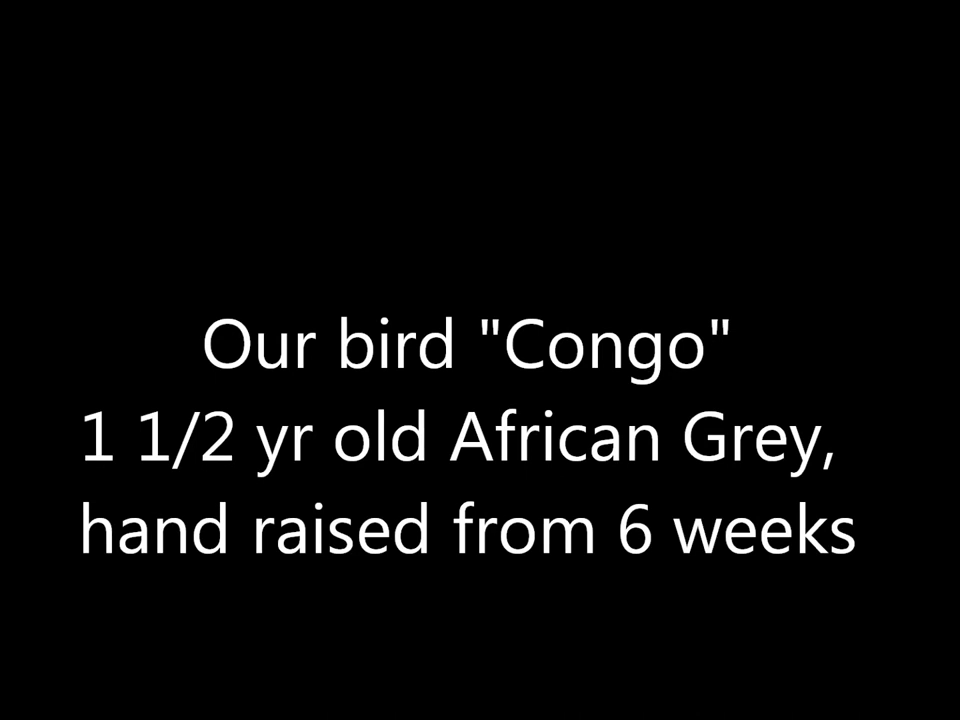 Our bird "Congo"
1 1/2 yr old African Grey,
hand raised from 6 weeks